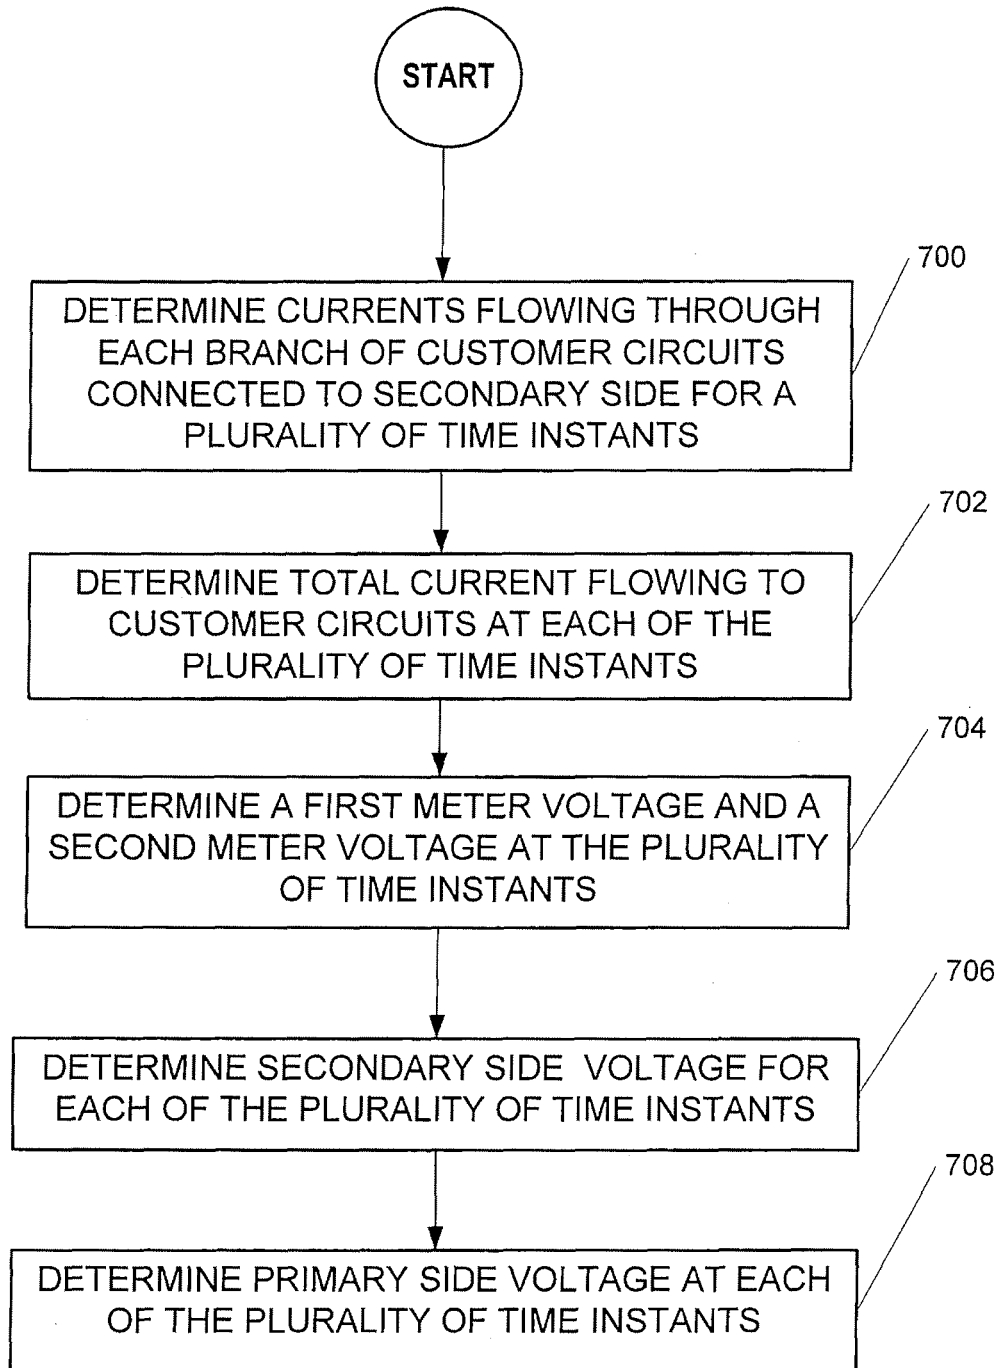 START
700
DETERMINE CURRENTS FLOWING THROUGH
EACH BRANCH OF CUSTOMER CIRCUITS
CONNECTED TO SECONDARY SIDE FOR A
PLURALITY OF TIME INSTANTS
702
DETERMINE TOTAL CURRENT FLOWING TO
CUSTOMER CIRCUITS AT EACH OF THE
PLURALITY OF TIME INSTANTS
704
DETERMINE A FIRST METER VOLTAGE AND A
SECOND METER VOLTAGE AT THE PLURALITY
OF TIME INSTANTS
706
DETERMINE SECONDARY SIDE VOLTAGE FOR
EACH OF THE PLURALITY OF TIME INSTANTS
708
DETERMINE PRIMARY SIDE VOLTAGE AT EACH
OF THE PLURALITY OF TIME INSTANTS